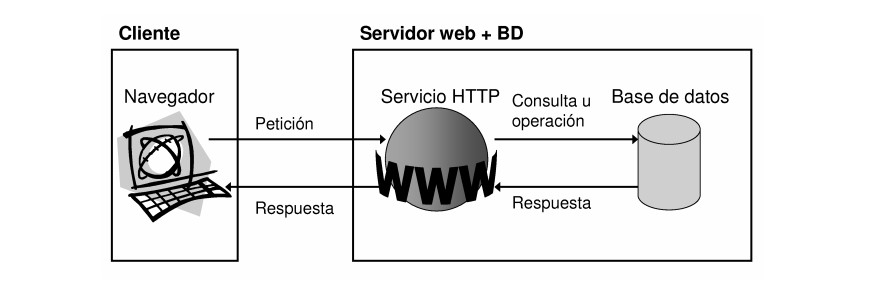 Cliente
Servidor web + BD
Navegador
Servicio HTTP
Consulta u
operación
Base de datos
Petición
WWW
Respuesta
Respuesta